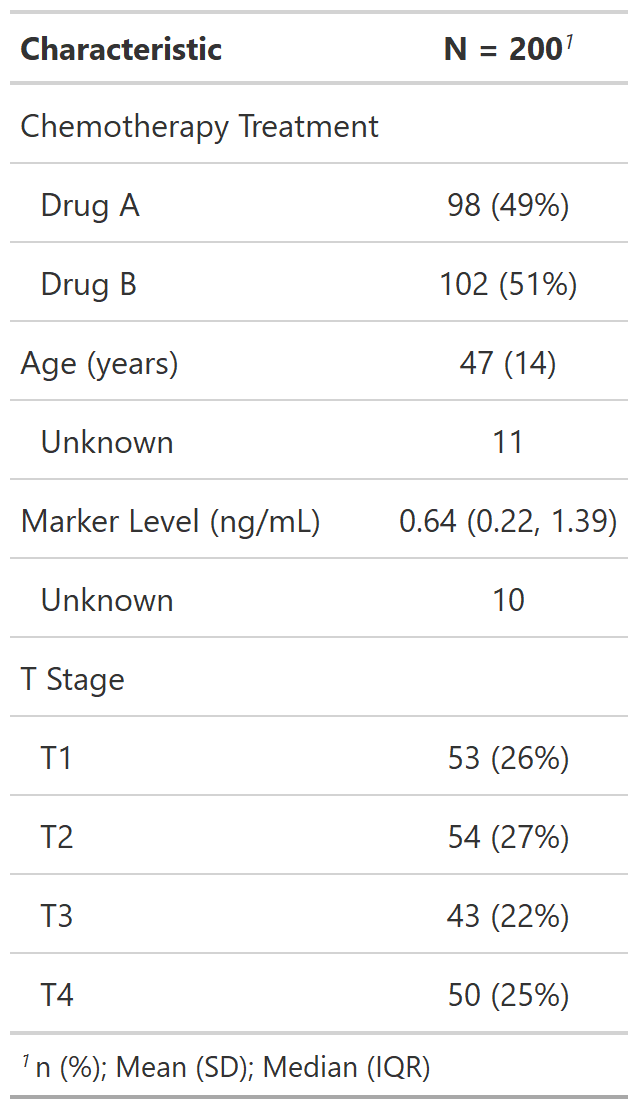 Characteristic N = 200¹
Chemotherapy Treatment
Drug A 98 (49%)
Drug B 102 (51%)
Age (years) 47 (14)
Unknown 11
Marker Level (ng/mL) 0.64 (0.22, 1.39)
Unknown 10
T Stage
T1 53 (26%)
T2 54 (27%)
T3 43 (22%)
T4 50 (25%)
¹ n (%); Mean (SD); Median (IQR)